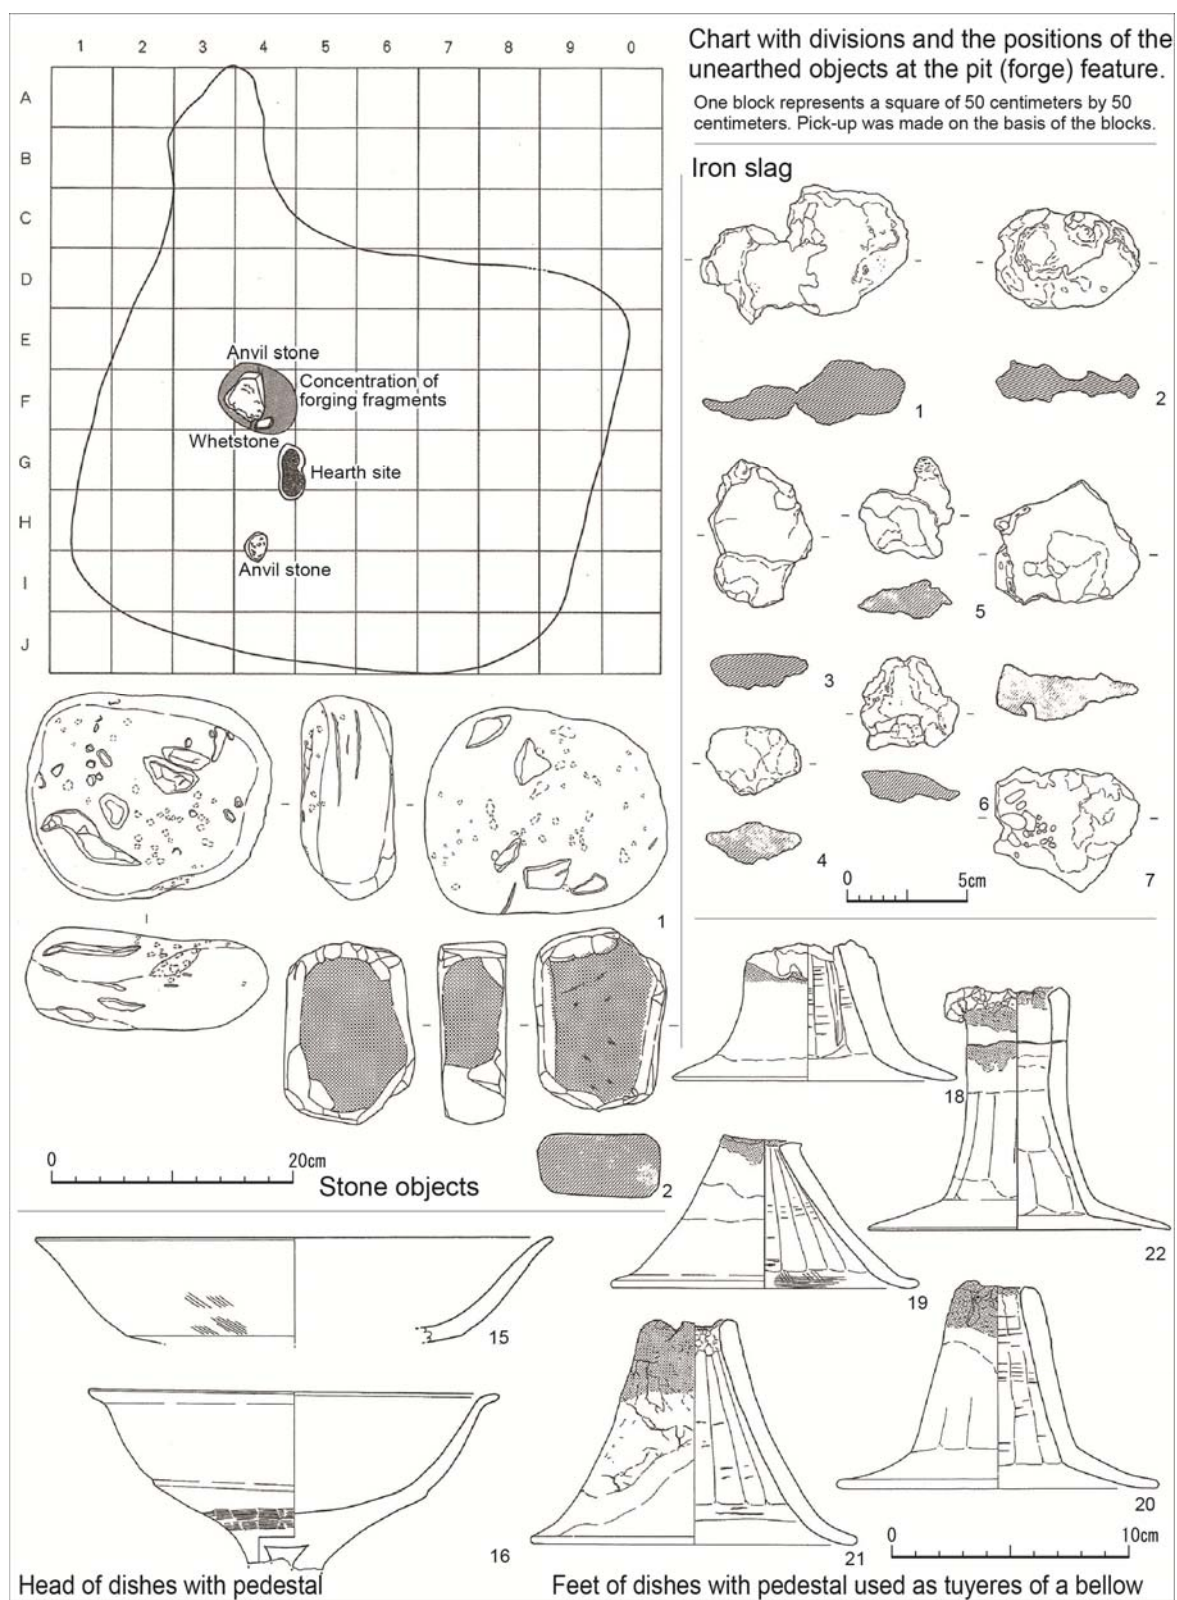 Chart with divisions and the positions of the
unearthed objects at the pit (forge) feature.
One block represents a square of 50 centimeters by 50
centimeters. Pick-up was made on the basis of the blocks.
1 2 3 4 5 6 7 8 9 0
A
B
C
D
E
F
G
H
I
J
Anvil stone
Concentration of
forging fragments
Whetstone
Hearth site
Anvil stone
Iron slag
1
2
3
5
4
6
7
0 5cm
1
2
0 20cm
Stone objects
15
16
Head of dishes with pedestal
18
22
19
20
21
0 10cm
Feet of dishes with pedestal used as tuyeres of a bellow